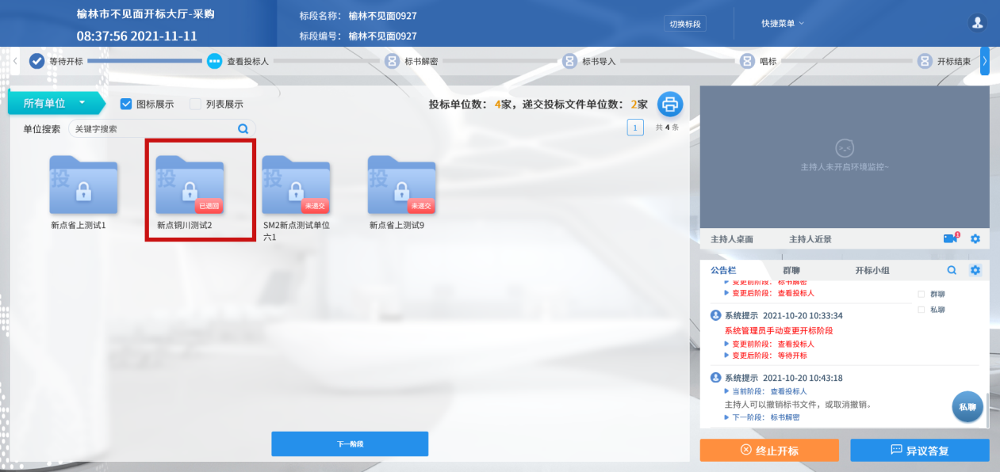 榆林市不见面开标大厅-采购
08:37:56 2021-11-11
标段名称： 榆林不见面0927
标段编号： 榆林不见面0927
切换标段
快捷菜单
等待开标
查看投标人
标书解密
标书导入
唱标
开标结束
所有单位
图标展示
列表展示
投标单位数： 4家，递交投标文件单位数： 2家
单位搜索
关键字搜索
1
共 4 条
投
新点省上测试1
投
已退回
新点铜川测试2
投
未递交
SM2新点测试单位
六1
投
未递交
新点省上测试9
下一阶段
主持人未开启环境监控~
主持人桌面
主持人近景
1
公告栏
群聊
开标小组
变更前阶段： 标书解密
变更后阶段： 查看投标人
群聊
私聊
系统提示 2021-10-20 10:33:34
系统管理员手动变更开标阶段
变更前阶段： 查看投标人
变更后阶段： 等待开标
系统提示 2021-10-20 10:43:18
当前阶段： 查看投标人
主持人可以撤销标书文件，或取消撤销。
下一阶段： 标书解密
私聊
终止开标
异议答复